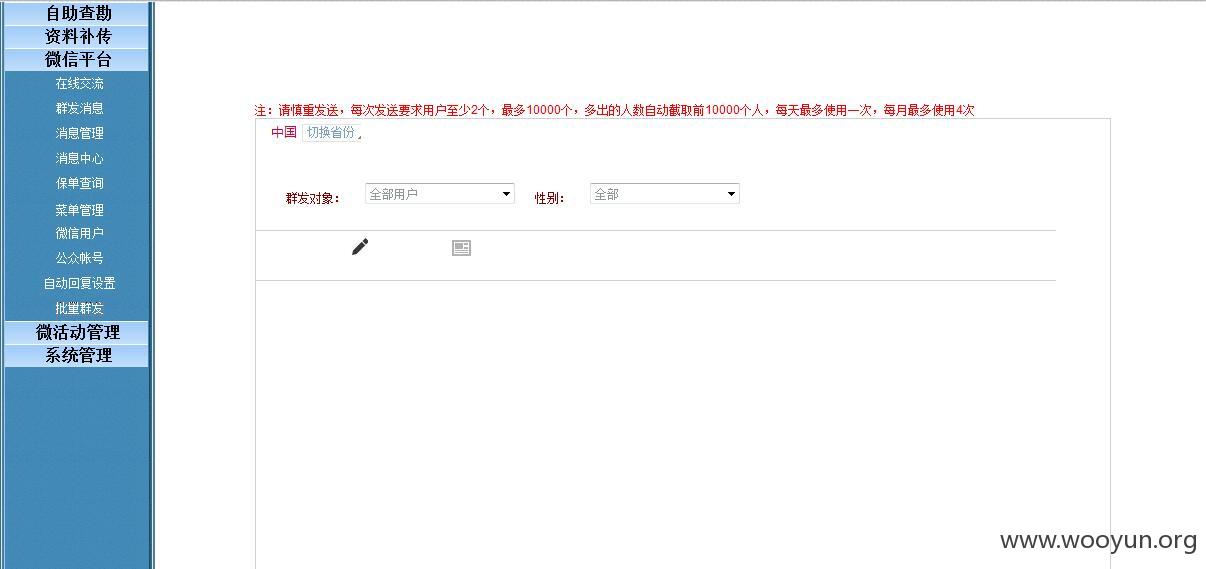 自助查勘
资料补传
微信平台
在线交流
群发消息
消息管理
消息中心
保单查询
菜单管理
微信用户
公众帐号
自动回复设置
批量群发
微活动管理
系统管理
注：请慎重发送，每次发送要求用户至少2个，最多10000个，多出的人数自动截取前10000个人，每天最多使用一次，每月最多使用4次
中国 切换省份
群发对象： 全部用户 性别： 全部
www.wooyun.org